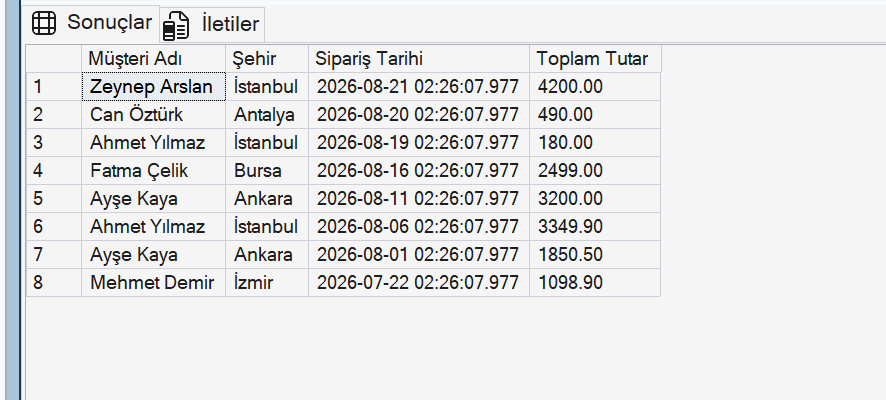 Sonuçlar İletiler
Müşteri Adı Şehir Sipariş Tarihi Toplam Tutar
1 Zeynep Arslan İstanbul 2026-08-21 02:26:07.977 4200.00
2 Can Öztürk Antalya 2026-08-20 02:26:07.977 490.00
3 Ahmet Yılmaz İstanbul 2026-08-19 02:26:07.977 180.00
4 Fatma Çelik Bursa 2026-08-16 02:26:07.977 2499.00
5 Ayşe Kaya Ankara 2026-08-11 02:26:07.977 3200.00
6 Ahmet Yılmaz İstanbul 2026-08-06 02:26:07.977 3349.90
7 Ayşe Kaya Ankara 2026-08-01 02:26:07.977 1850.50
8 Mehmet Demir İzmir 2026-07-22 02:26:07.977 1098.90